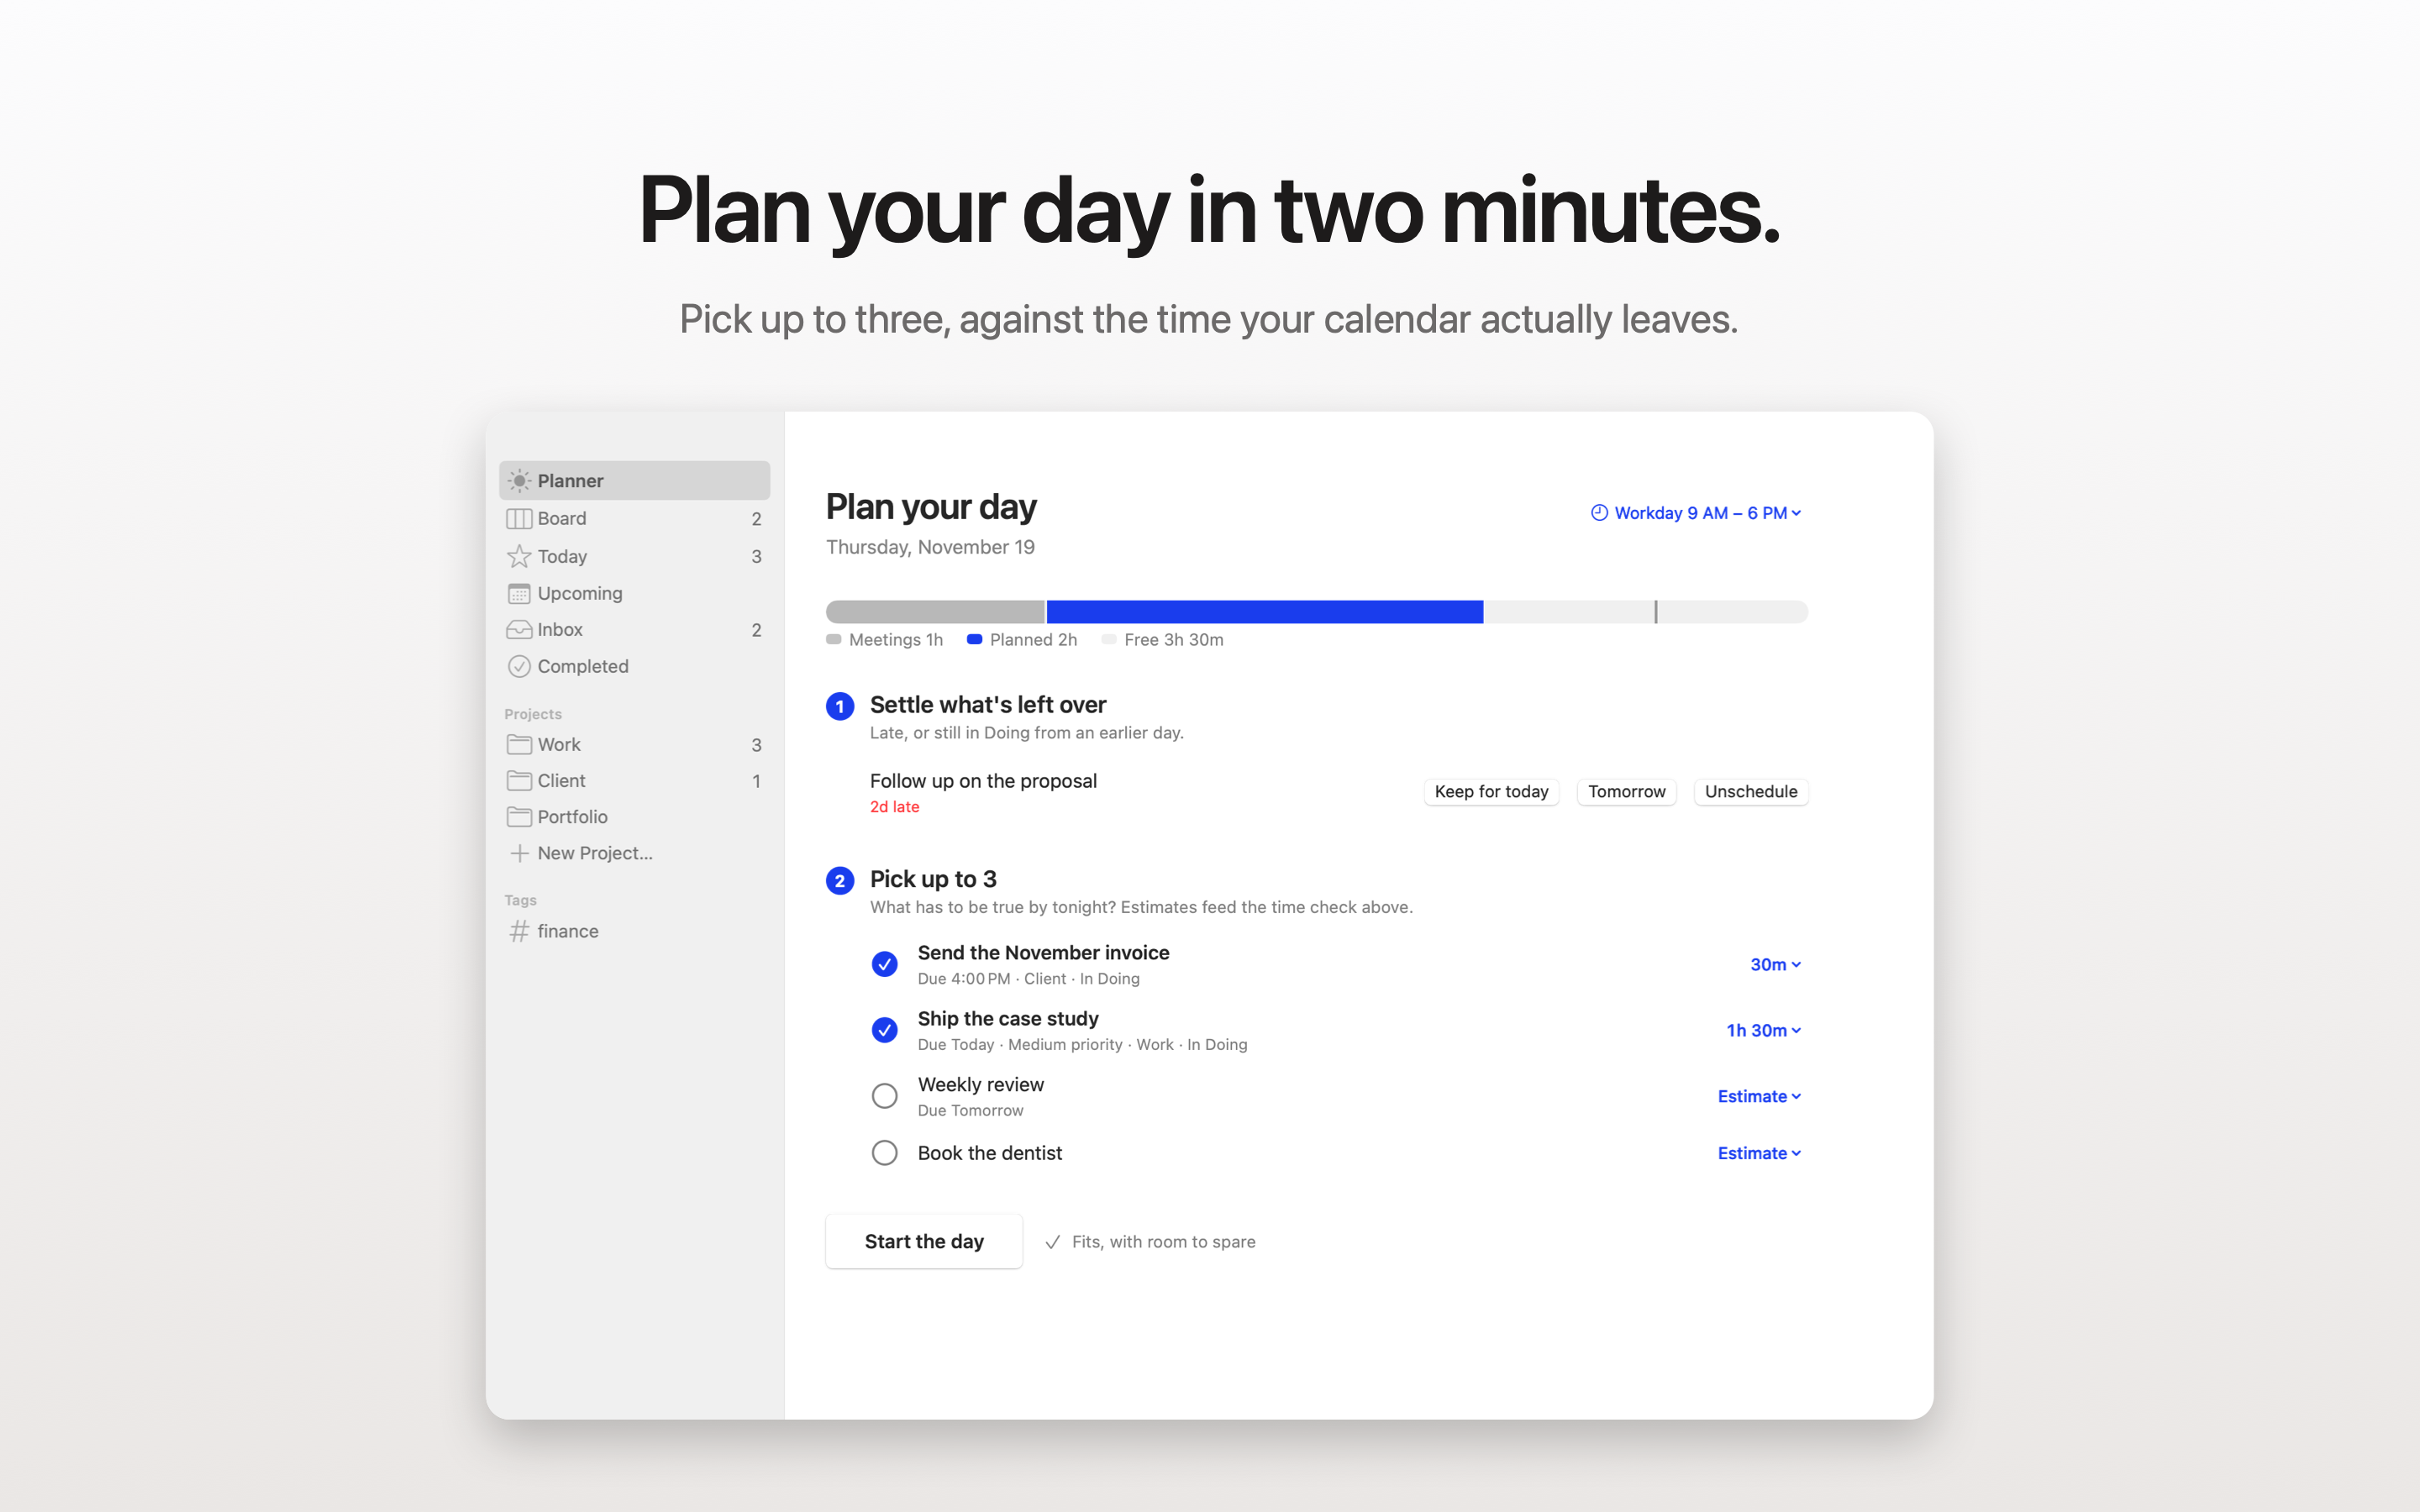 Plan your day in two minutes.
Pick up to three, against the time your calendar actually leaves.
Planner
Board 2
Today 3
Upcoming
Inbox 2
Completed
Projects
Work 3
Client 1
Portfolio
New Project...
Tags
finance
Plan your day
Workday 9 AM – 6 PM
Thursday, November 19
Meetings 1h Planned 2h Free 3h 30m
1 Settle what's left over
Late, or still in Doing from an earlier day.
Follow up on the proposal
2d late
Keep for today Tomorrow Unschedule
2 Pick up to 3
What has to be true by tonight? Estimates feed the time check above.
Send the November invoice
Due 4:00 PM · Client · In Doing
30m
Ship the case study
Due Today · Medium priority · Work · In Doing
1h 30m
Weekly review
Due Tomorrow
Estimate
Book the dentist
Estimate
Start the day
Fits, with room to spare